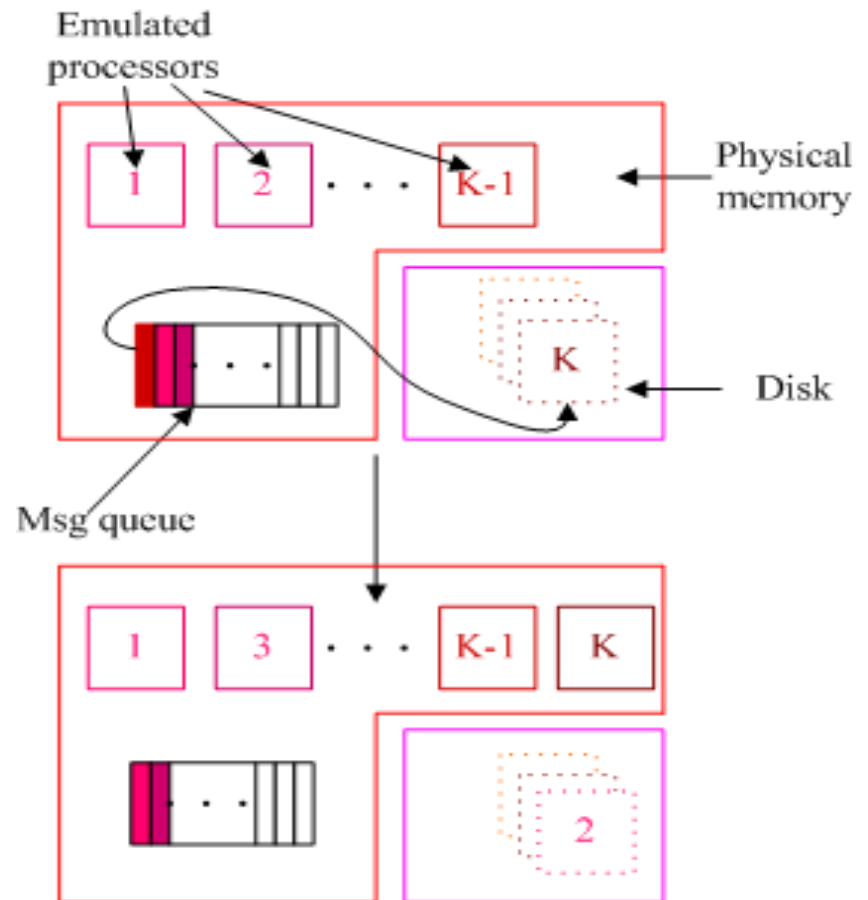 Emulated
processors
1
2
. . .
K-1
Physical
memory
. . .
K
Disk
Msg queue
1
3
. . .
K-1
K
. . .
2